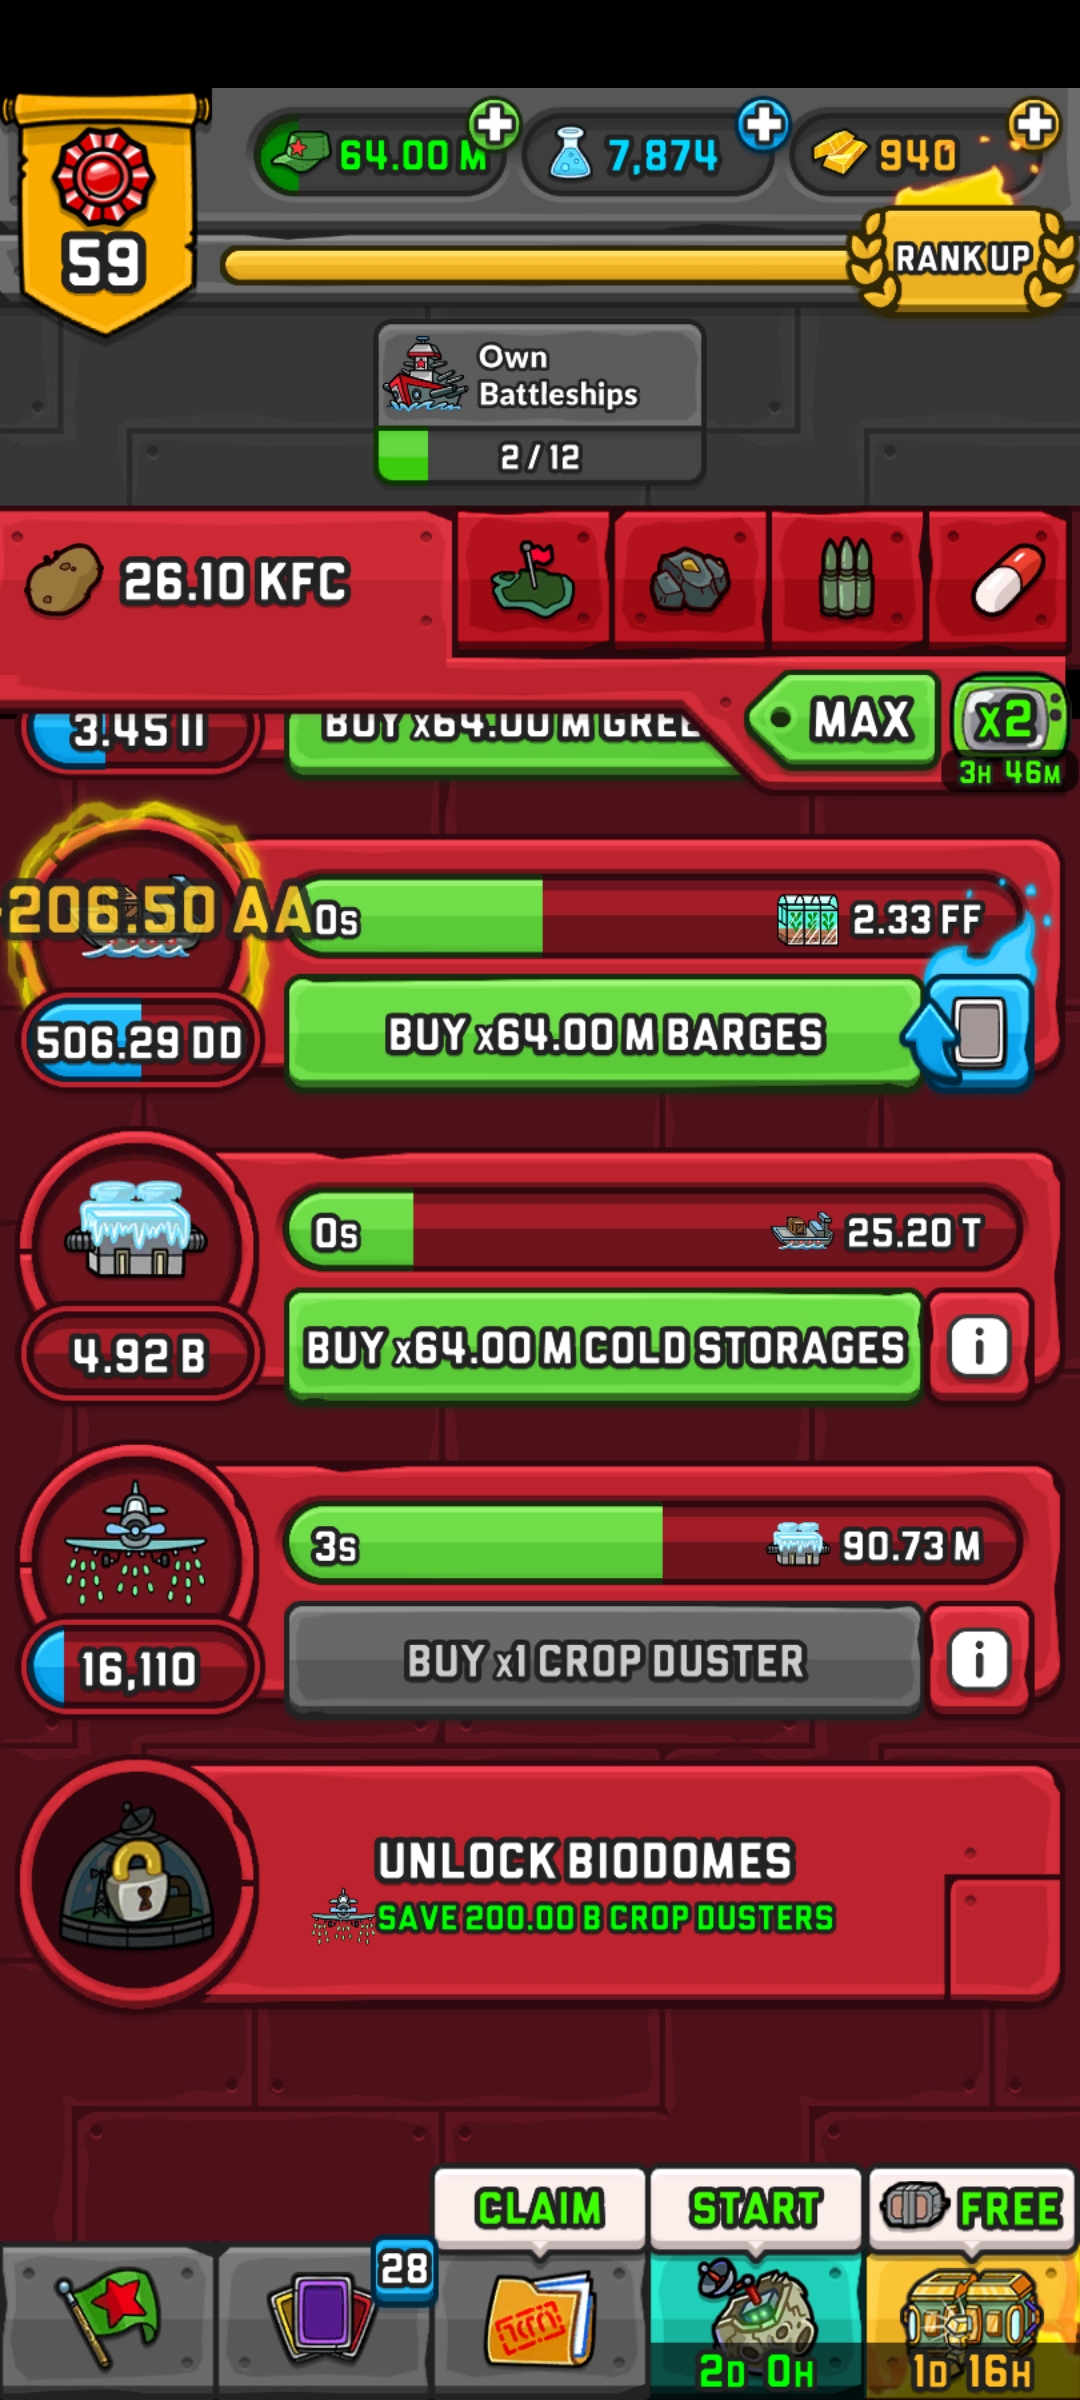 64.00 M
7,874
940
59
RANK UP
Own
Battleships
2 / 12
26.10 KFC
MAX
x2
3H 46M
3.45 II
BUY x64.00 M GREE
206.50 AA
0s
2.33 FF
506.29 DD
BUY x64.00 M BARGES
0s
25.20 T
4.92 B
BUY x64.00 M COLD STORAGES
i
3s
90.73 M
16,110
BUY x1 CROP DUSTER
i
UNLOCK BIODOMES
SAVE 200.00 B CROP DUSTERS
CLAIM
START
FREE
28
2D 0H
1D 16H